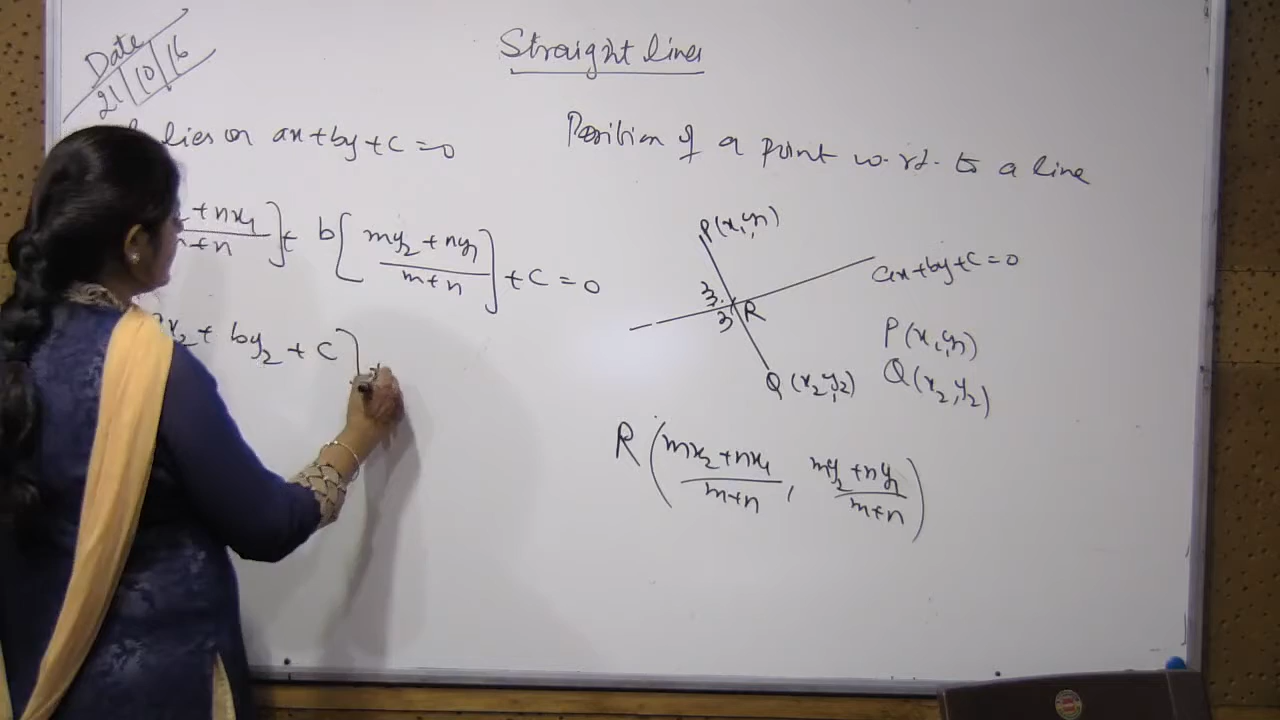 Date
21/10/16
Straight lines
lies on ax+by+c=0
Position of a point w.r.t. to a line
+nx₁/m+n]+ b[my₂+ny₁/m+n]+c=0
x₂+ by₂+c]+
P(x₁,y₁)
ax+by+c=0
R
Q(x₂,y₂)
P(x₁,y₁)
Q(x₂,y₂)
R(mx₂+nx₁/m+n, my₂+ny₁/m+n)